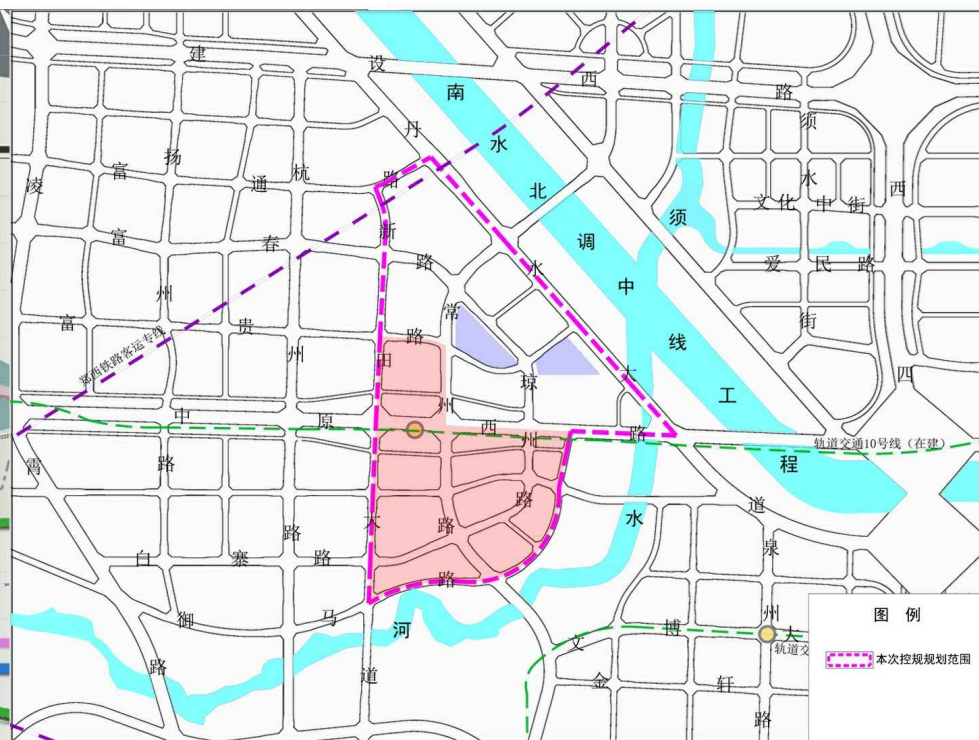 建设西路
南水北调中线工程
丹水大道
须水河
须水街
文化中街
爱民路
西四
凌霄路
富杭路
富春路
富贵路
扬州路
通州路
新田大道
常州路
琼州路
郑西铁路客运专线
中原西路
轨道交通10号线（在建）
白寨路
御马路
泉州路
文博大
轨道交
金轩
图 例
本次控规规划范围